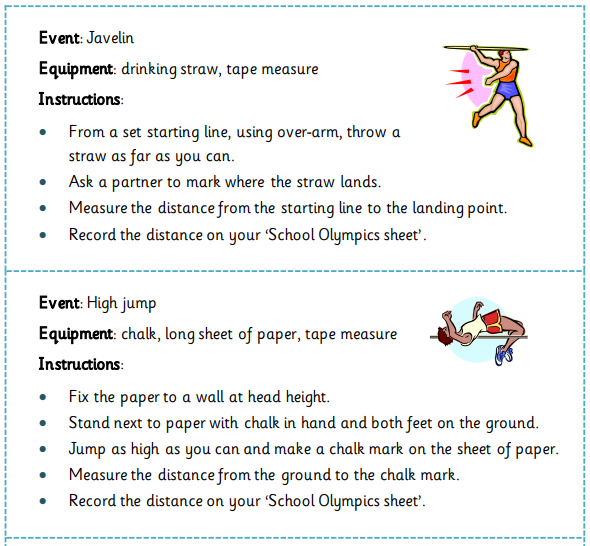 Event: Javelin
Equipment: drinking straw, tape measure
Instructions:
• From a set starting line, using over-arm, throw a
straw as far as you can.
• Ask a partner to mark where the straw lands.
• Measure the distance from the starting line to the landing point.
• Record the distance on your ‘School Olympics sheet’.
Event: High jump
Equipment: chalk, long sheet of paper, tape measure
Instructions:
• Fix the paper to a wall at head height.
• Stand next to paper with chalk in hand and both feet on the ground.
• Jump as high as you can and make a chalk mark on the sheet of paper.
• Measure the distance from the ground to the chalk mark.
• Record the distance on your ‘School Olympics sheet’.